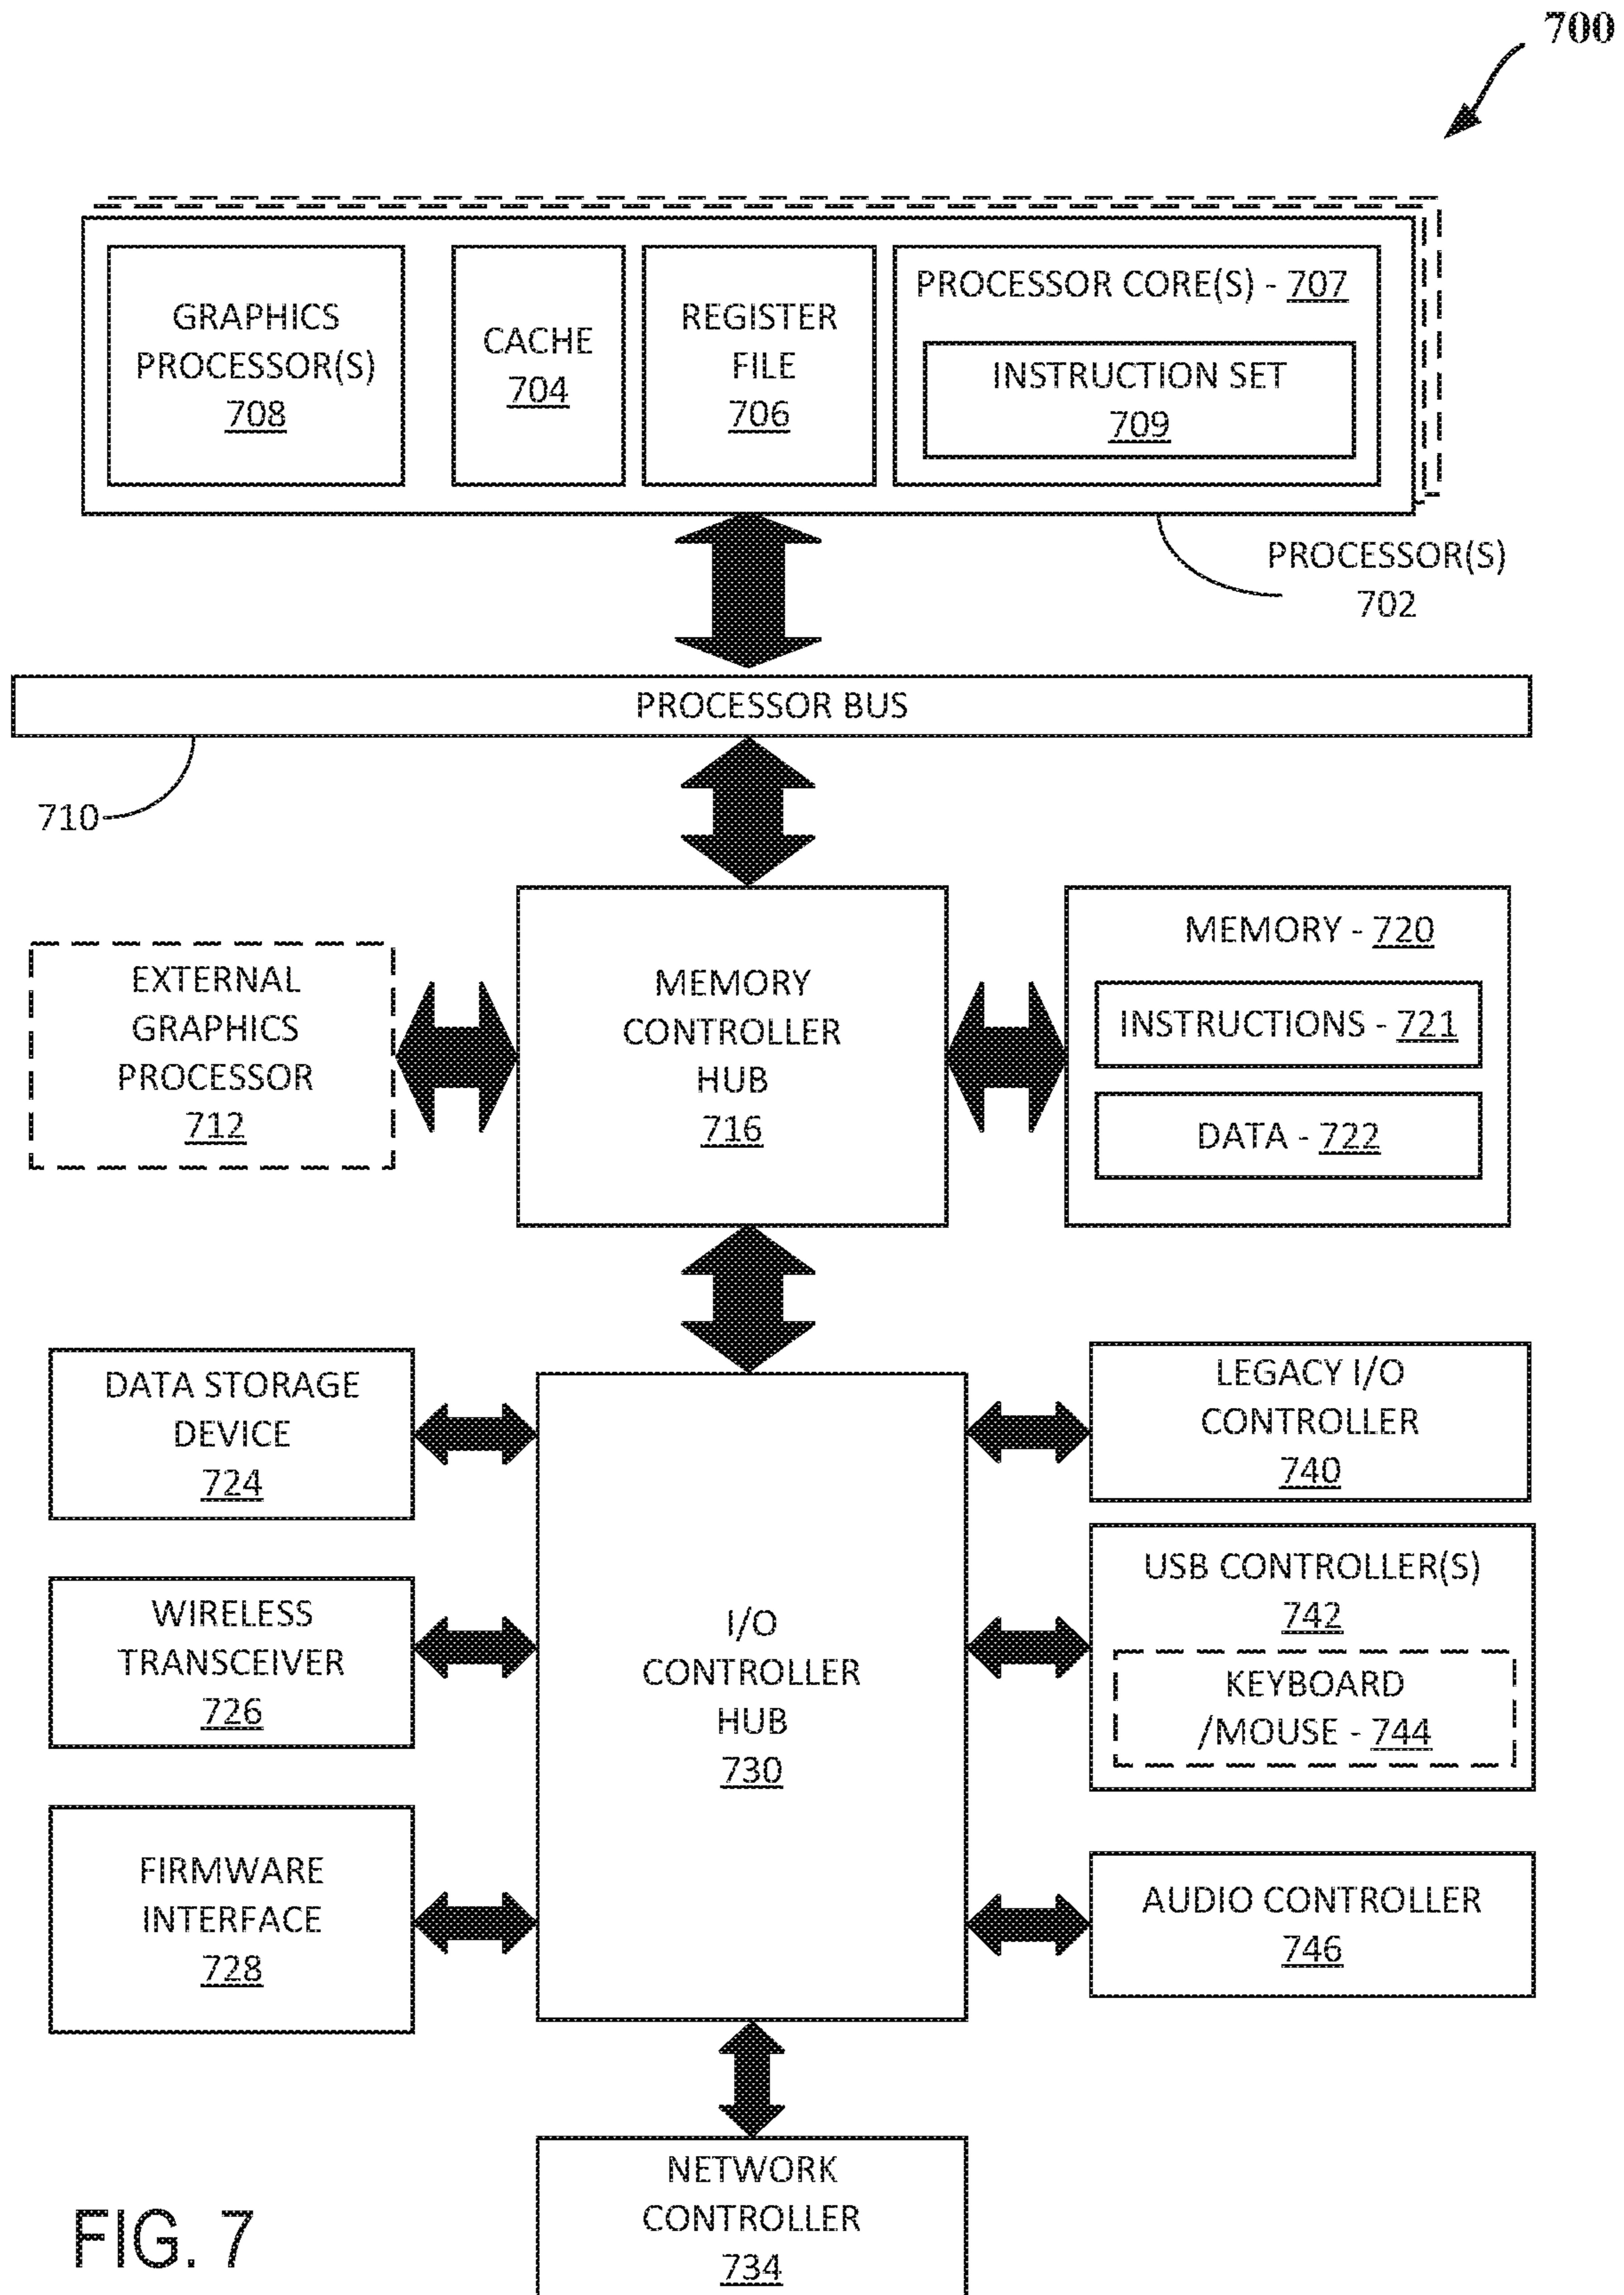 700
GRAPHICS
PROCESSOR(S)
708
CACHE
704
REGISTER
FILE
706
PROCESSOR CORE(S) - 707
INSTRUCTION SET
709
PROCESSOR(S)
702
PROCESSOR BUS
710
EXTERNAL
GRAPHICS
PROCESSOR
712
MEMORY
CONTROLLER
HUB
716
MEMORY - 720
INSTRUCTIONS - 721
DATA - 722
DATA STORAGE
DEVICE
724
WIRELESS
TRANSCEIVER
726
FIRMWARE
INTERFACE
728
I/O
CONTROLLER
HUB
730
LEGACY I/O
CONTROLLER
740
USB CONTROLLER(S)
742
KEYBOARD
/MOUSE - 744
AUDIO CONTROLLER
746
NETWORK
CONTROLLER
734
FIG. 7